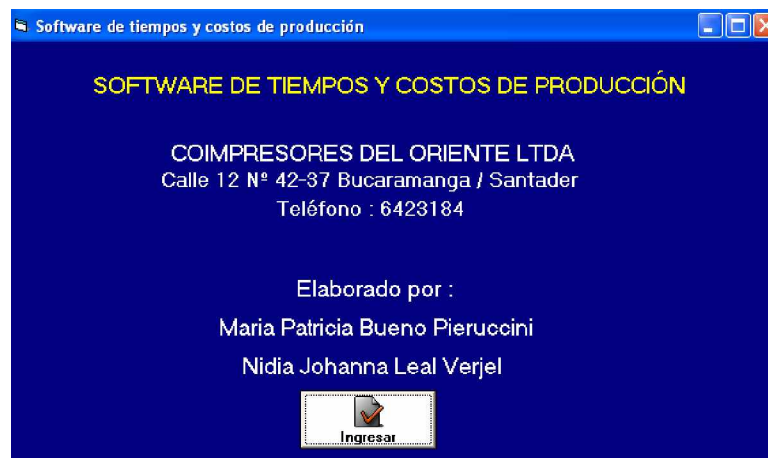 Software de tiempos y costos de producción
SOFTWARE DE TIEMPOS Y COSTOS DE PRODUCCIÓN
COIMPRESORES DEL ORIENTE LTDA
Calle 12 Nº 42-37 Bucaramanga / Santader
Teléfono : 6423184
Elaborado por :
Maria Patricia Bueno Pieruccini
Nidia Johanna Leal Verjel
Ingresar